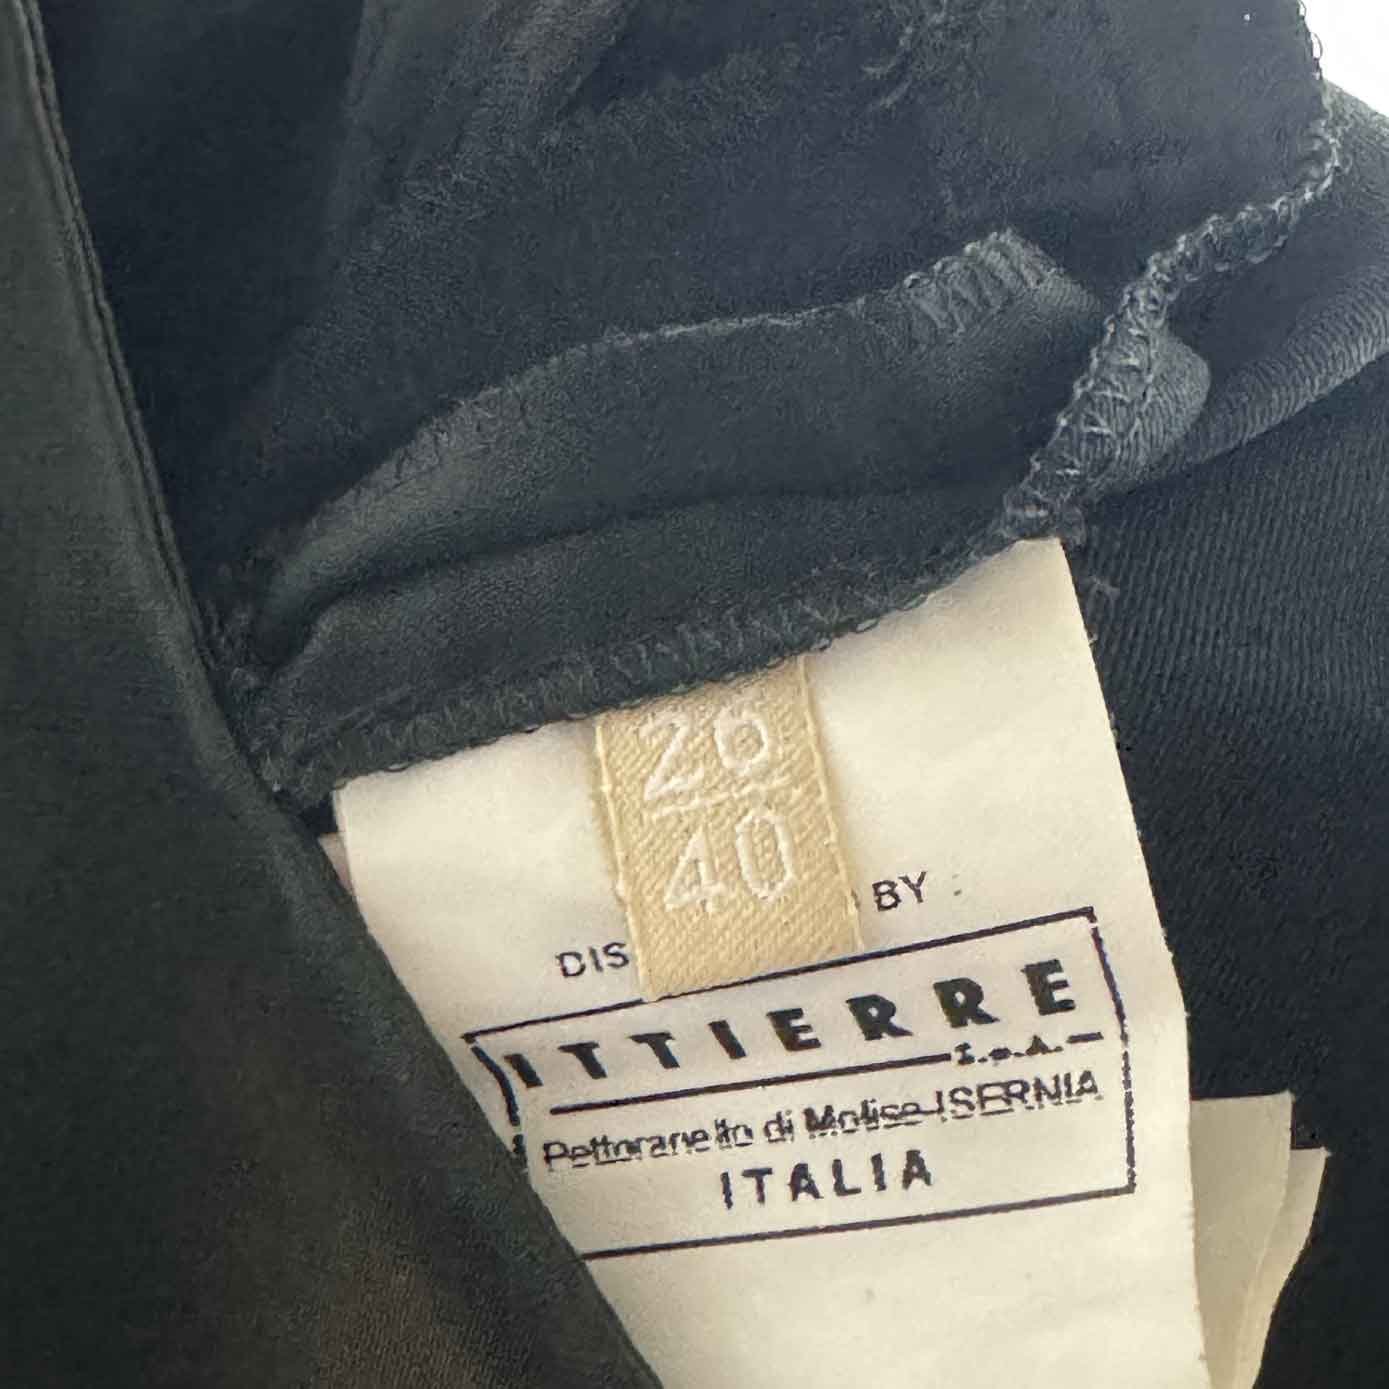 26
40
DIS BY :
ITTIERRE
S.p.A.
Pettoranello di Molise-ISERNIA
ITALIA